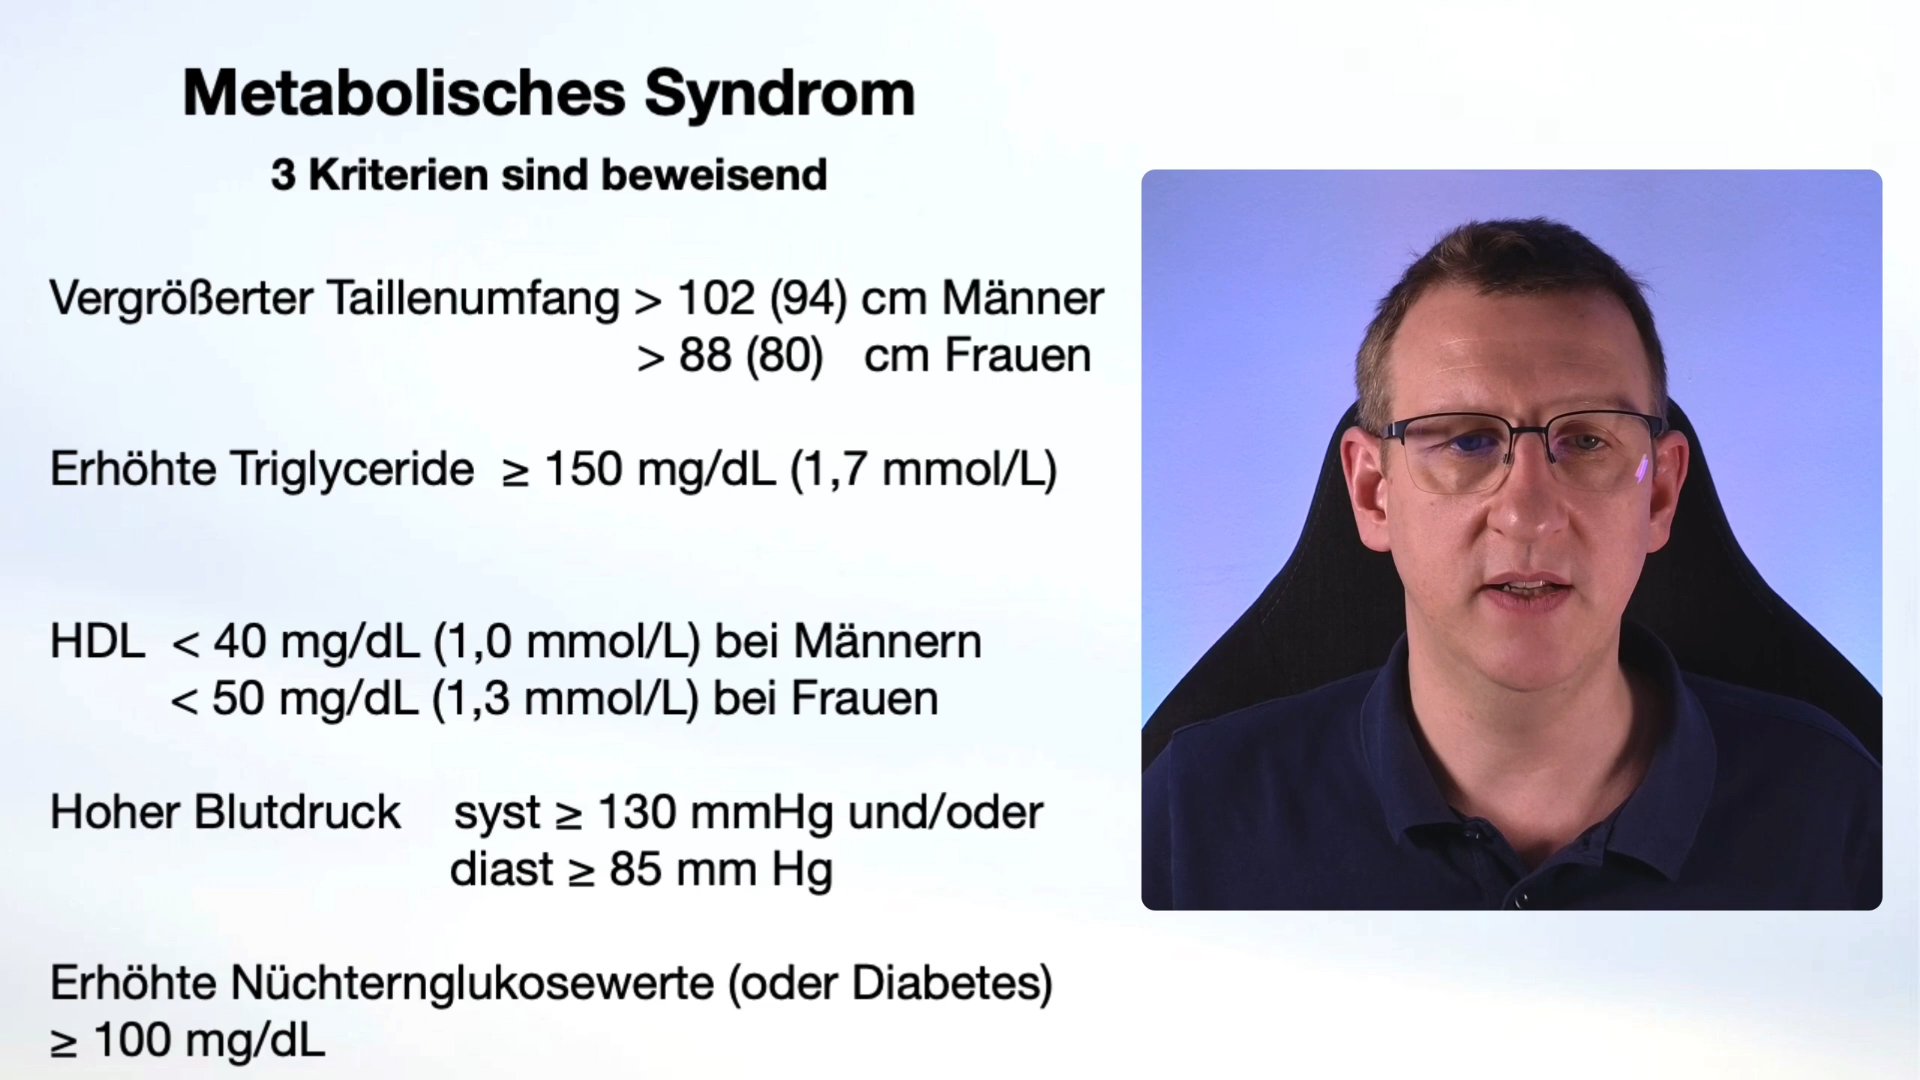 Metabolisches Syndrom
3 Kriterien sind beweisend
Vergrößerter Taillenumfang > 102 (94) cm Männer
> 88 (80) cm Frauen
Erhöhte Triglyceride ≥ 150 mg/dL (1,7 mmol/L)
HDL < 40 mg/dL (1,0 mmol/L) bei Männern
< 50 mg/dL (1,3 mmol/L) bei Frauen
Hoher Blutdruck syst ≥ 130 mmHg und/oder
diast ≥ 85 mm Hg
Erhöhte Nüchternglukosewerte (oder Diabetes)
≥ 100 mg/dL